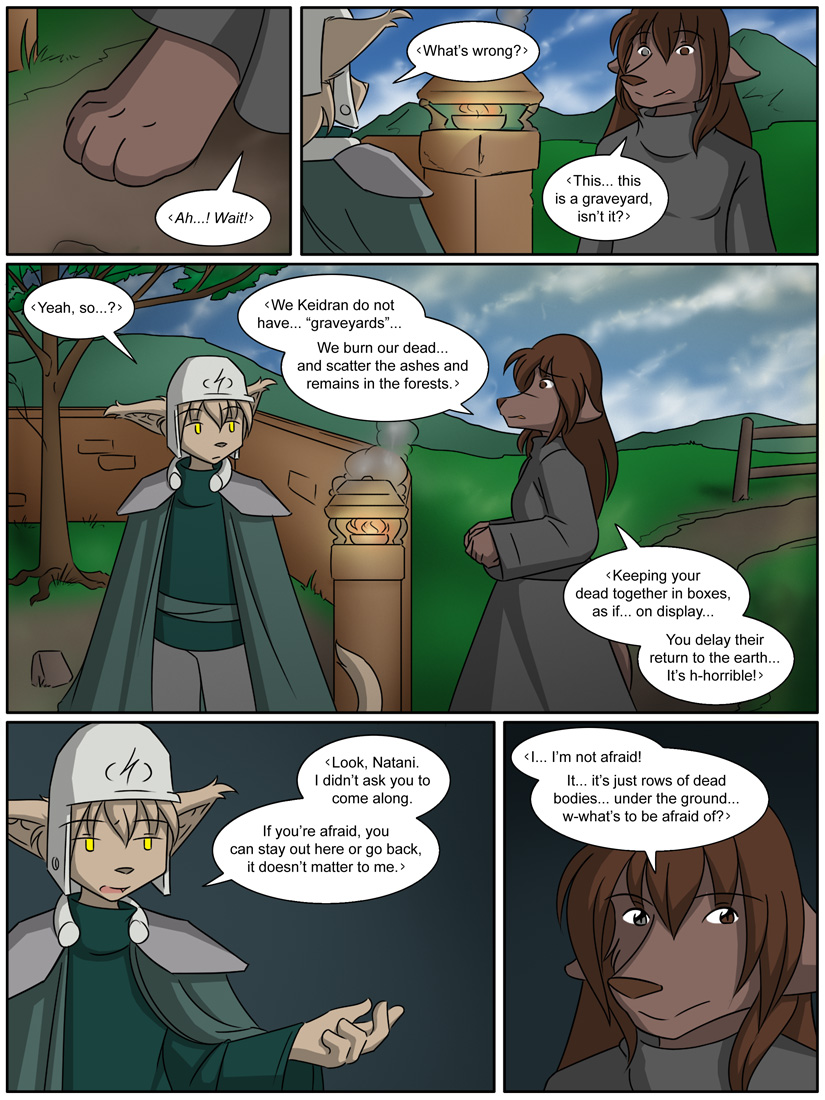 ‹Ah...! Wait!›
‹What's wrong?›
‹This... this
is a graveyard,
isn't it?›
‹Yeah, so...?›
‹We Keidran do not
have... "graveyards"...
We burn our dead...
and scatter the ashes and
remains in the forests.›
‹Keeping your
dead together in boxes,
as if... on display...
You delay their
return to the earth...
It's h-horrible!›
‹Look, Natani.
I didn't ask you to
come along.
If you're afraid, you
can stay out here or go back,
it doesn't matter to me.›
‹I... I'm not afraid!
It... it's just rows of dead
bodies... under the ground...
w-what's to be afraid of?›